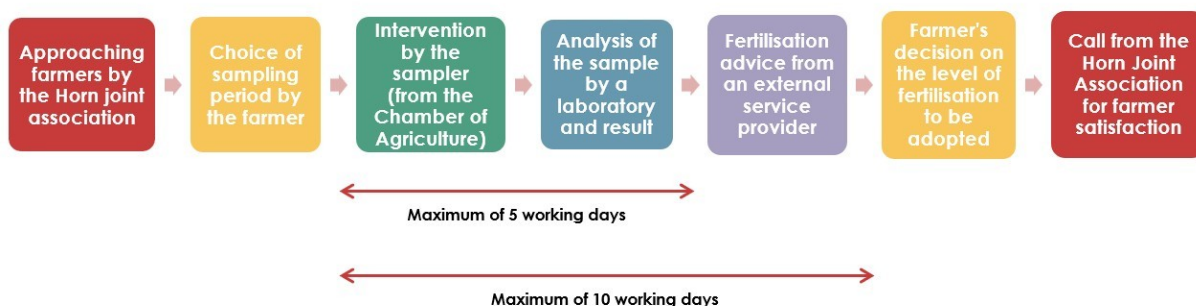 Approaching
farmers by
the Horn joint
association
Choice of
sampling
period by
the farmer
Intervention
by the
sampler
(from the
Chamber of
Agriculture)
Analysis of
the sample
by a
laboratory
and result
Fertilisation
advice from
an external
service
provider
Farmer's
decision on
the level of
fertilisation
to be
adopted
Call from the
Horn Joint
Association
for farmer
satisfaction
Maximum of 5 working days
Maximum of 10 working days